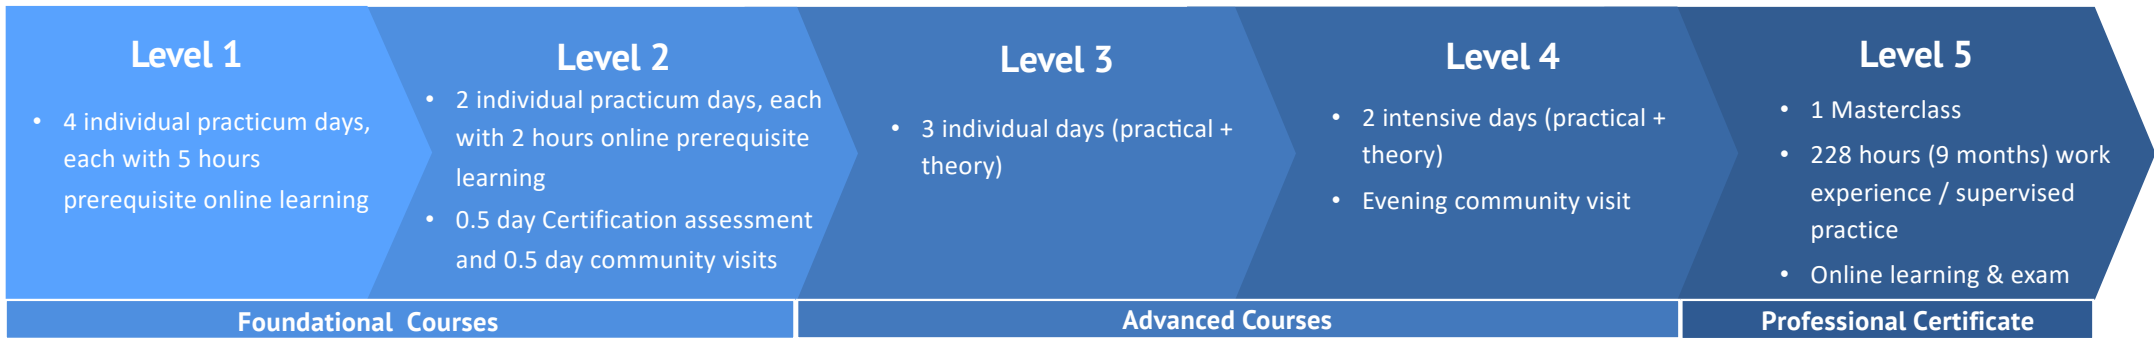 Level 1
• 4 individual practicum days,
each with 5 hours
prerequisite online learning
Level 2
• 2 individual practicum days, each
with 2 hours online prerequisite
learning
• 0.5 day Certification assessment
and 0.5 day community visits
Level 3
• 3 individual days (practical +
theory)
Level 4
• 2 intensive days (practical +
theory)
• Evening community visit
Level 5
• 1 Masterclass
• 228 hours (9 months) work
experience / supervised
practice
• Online learning & exam
Foundational Courses
Advanced Courses
Professional Certificate